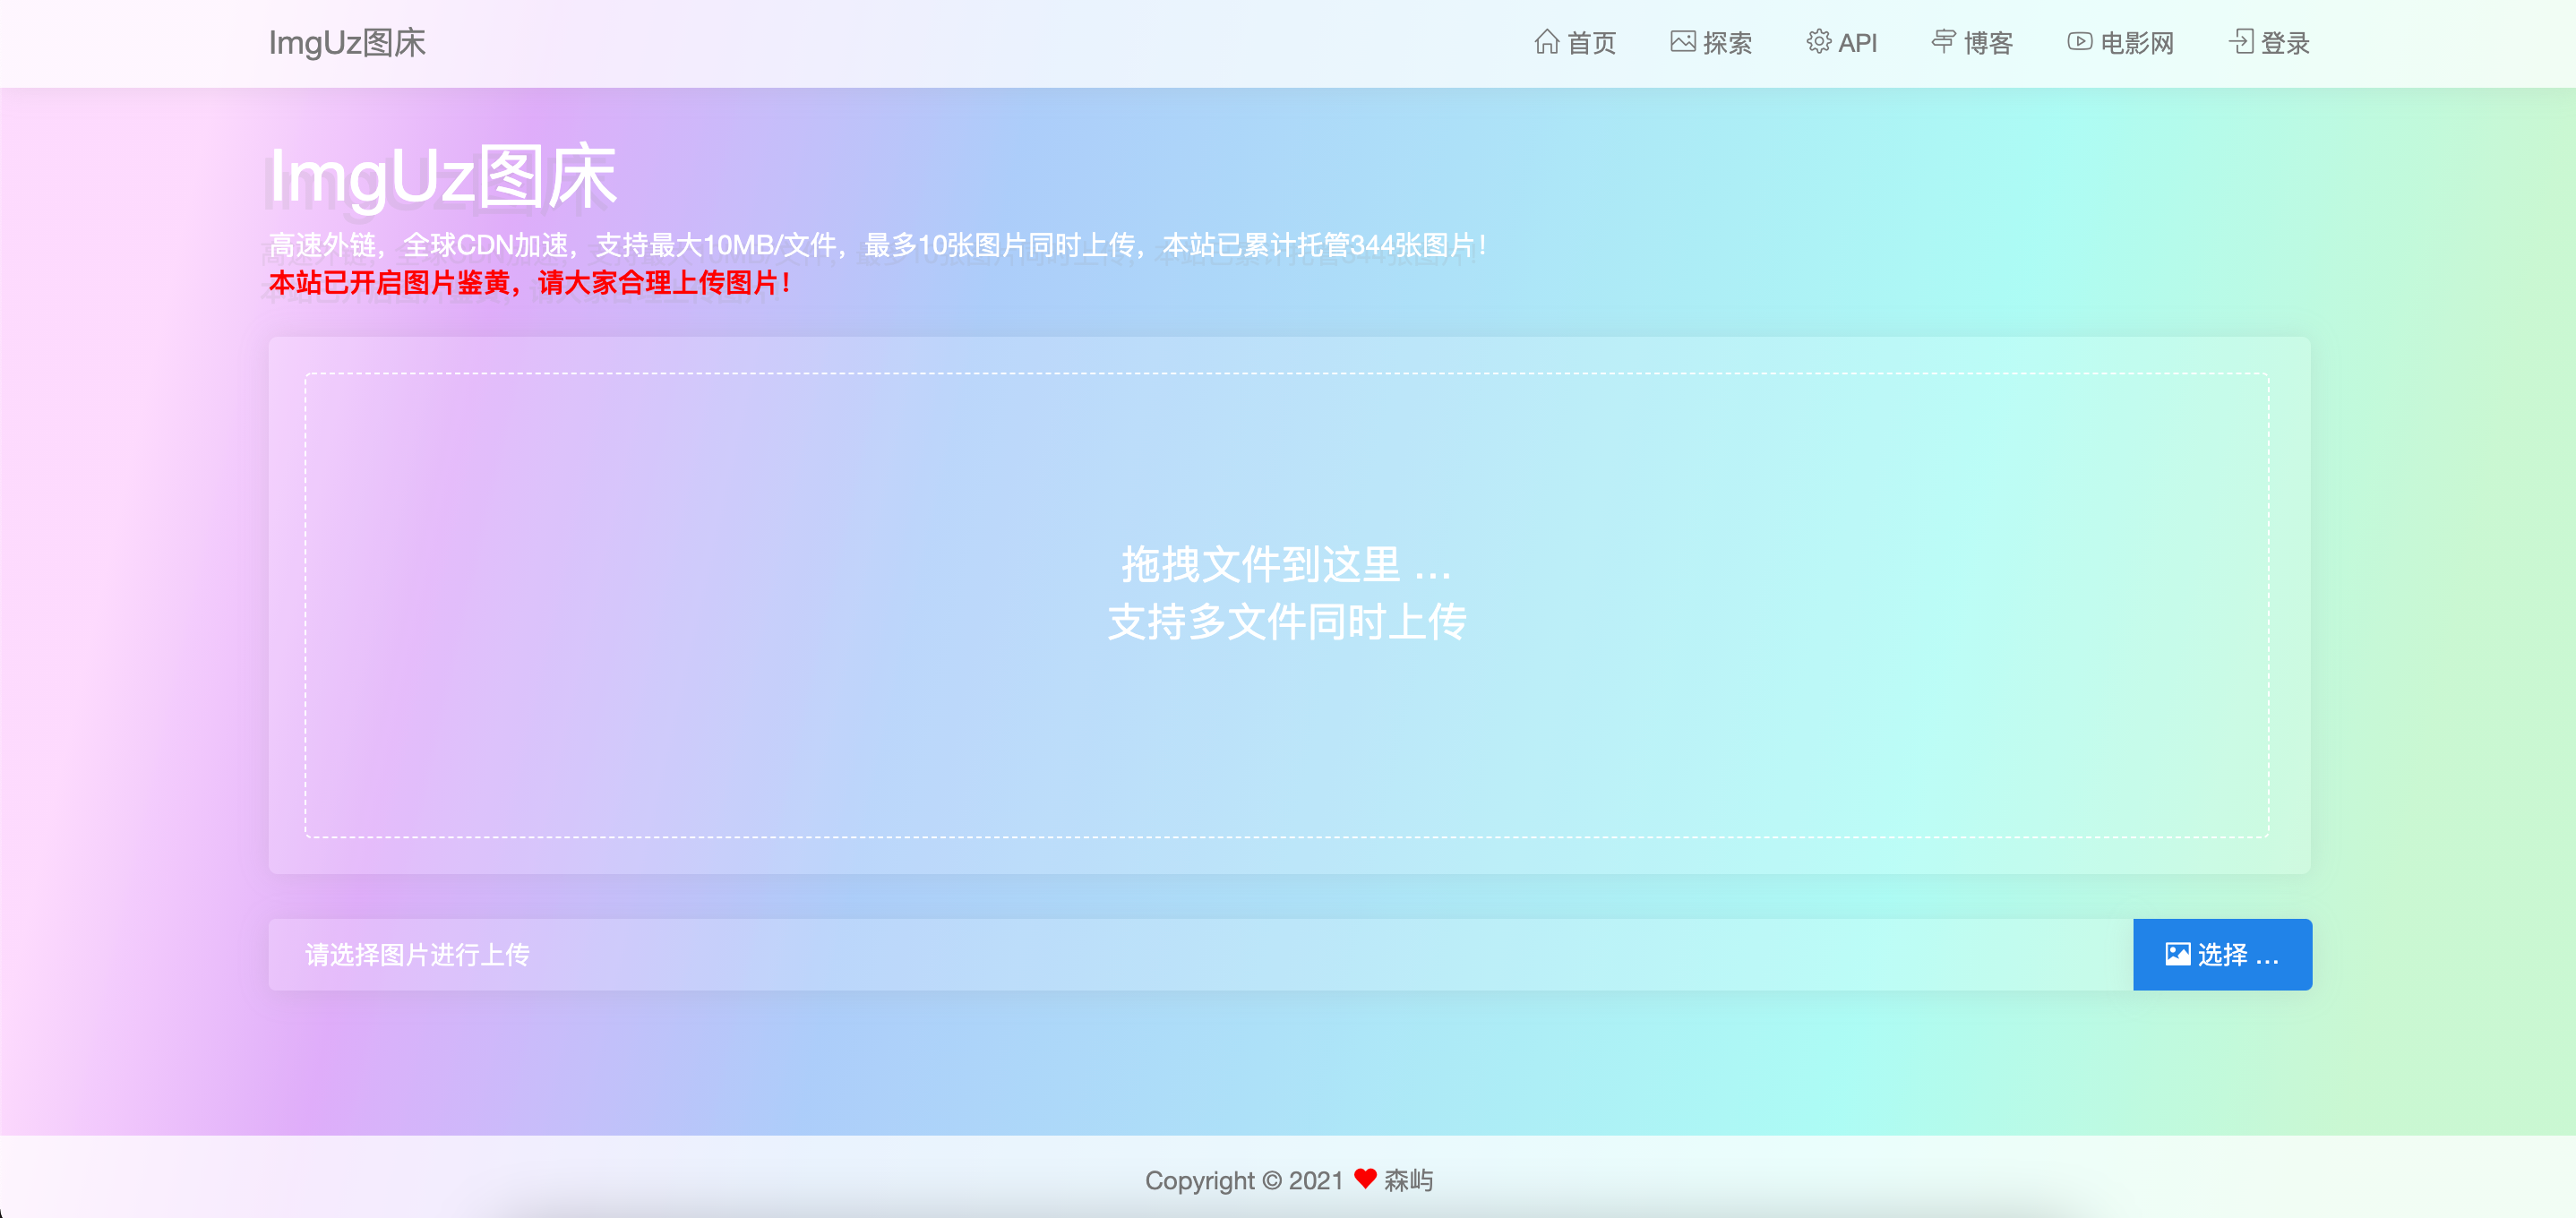 ImgUz图床
首页 探索 API 博客 电影网 登录
ImgUz图床
高速外链，全球CDN加速，支持最大10MB/文件，最多10张图片同时上传，本站已累计托管344张图片！
本站已开启图片鉴黄，请大家合理上传图片！
拖拽文件到这里 ...
支持多文件同时上传
请选择图片进行上传
选择 ...
Copyright © 2021 ❤ 森屿